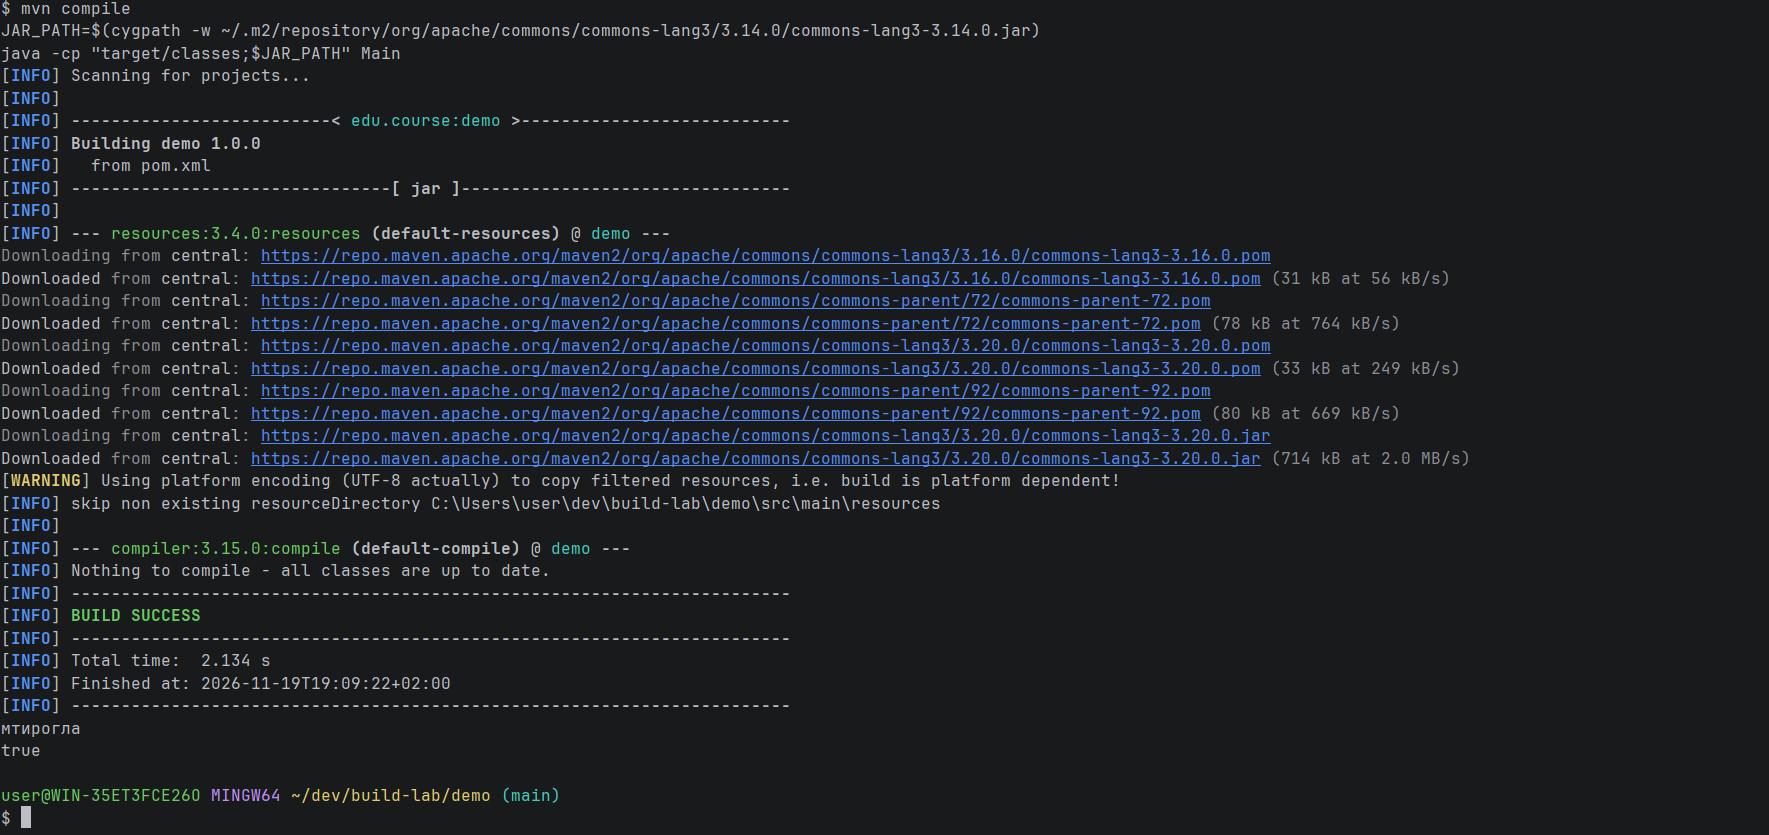 $ mvn compile
JAR_PATH=$(cygpath -w ~/.m2/repository/org/apache/commons/commons-lang3/3.14.0/commons-lang3-3.14.0.jar)
java -cp "target/classes;$JAR_PATH" Main
[INFO] Scanning for projects...
[INFO]
[INFO] --------------------------< edu.course:demo >---------------------------
[INFO] Building demo 1.0.0
[INFO]   from pom.xml
[INFO] --------------------------------[ jar ]---------------------------------
[INFO]
[INFO] --- resources:3.4.0:resources (default-resources) @ demo ---
Downloading from central: https://repo.maven.apache.org/maven2/org/apache/commons/commons-lang3/3.16.0/commons-lang3-3.16.0.pom
Downloaded from central: https://repo.maven.apache.org/maven2/org/apache/commons/commons-lang3/3.16.0/commons-lang3-3.16.0.pom (31 kB at 56 kB/s)
Downloading from central: https://repo.maven.apache.org/maven2/org/apache/commons/commons-parent/72/commons-parent-72.pom
Downloaded from central: https://repo.maven.apache.org/maven2/org/apache/commons/commons-parent/72/commons-parent-72.pom (78 kB at 764 kB/s)
Downloading from central: https://repo.maven.apache.org/maven2/org/apache/commons/commons-lang3/3.20.0/commons-lang3-3.20.0.pom
Downloaded from central: https://repo.maven.apache.org/maven2/org/apache/commons/commons-lang3/3.20.0/commons-lang3-3.20.0.pom (33 kB at 249 kB/s)
Downloading from central: https://repo.maven.apache.org/maven2/org/apache/commons/commons-parent/92/commons-parent-92.pom
Downloaded from central: https://repo.maven.apache.org/maven2/org/apache/commons/commons-parent/92/commons-parent-92.pom (80 kB at 669 kB/s)
Downloading from central: https://repo.maven.apache.org/maven2/org/apache/commons/commons-lang3/3.20.0/commons-lang3-3.20.0.jar
Downloaded from central: https://repo.maven.apache.org/maven2/org/apache/commons/commons-lang3/3.20.0/commons-lang3-3.20.0.jar (714 kB at 2.0 MB/s)
[WARNING] Using platform encoding (UTF-8 actually) to copy filtered resources, i.e. build is platform dependent!
[INFO] skip non existing resourceDirectory C:\Users\user\dev\build-lab\demo\src\main\resources
[INFO]
[INFO] --- compiler:3.15.0:compile (default-compile) @ demo ---
[INFO] Nothing to compile - all classes are up to date.
[INFO] ------------------------------------------------------------------------
[INFO] BUILD SUCCESS
[INFO] ------------------------------------------------------------------------
[INFO] Total time:  2.134 s
[INFO] Finished at: 2026-11-19T19:09:22+02:00
[INFO] ------------------------------------------------------------------------
мтирогла
true
user@WIN-35ET3FCE26O MINGW64 ~/dev/build-lab/demo (main)
$